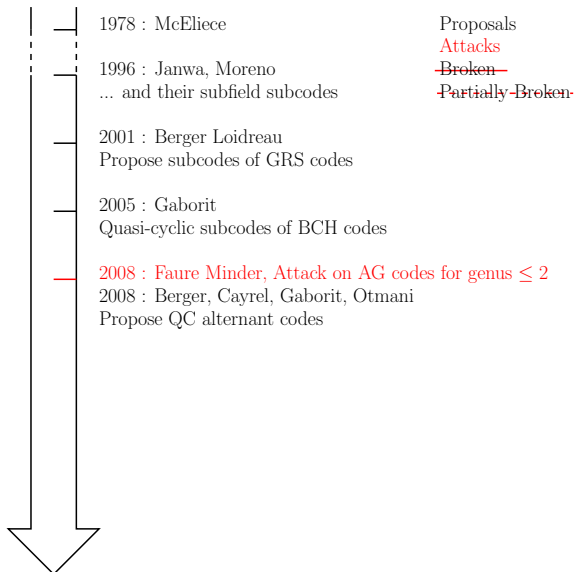 1978 : McEliece
1996 : Janwa, Moreno
... and their subfield subcodes
2001 : Berger Loidreau
Propose subcodes of GRS codes
2005 : Gaborit
Quasi-cyclic subcodes of BCH codes
2008 : Faure Minder, Attack on AG codes for genus ≤ 2
2008 : Berger, Cayrel, Gaborit, Otmani
Propose QC alternant codes
Proposals
Attacks
Broken
Partially Broken